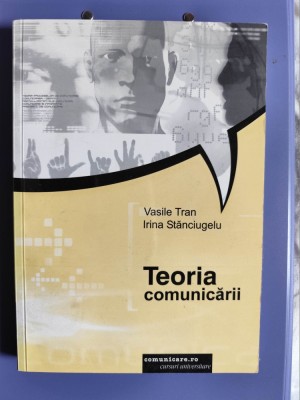 Vasile Tran
Irina Stănciugelu
Teoria
comunicării
comunicare.ro
cursuri universitare